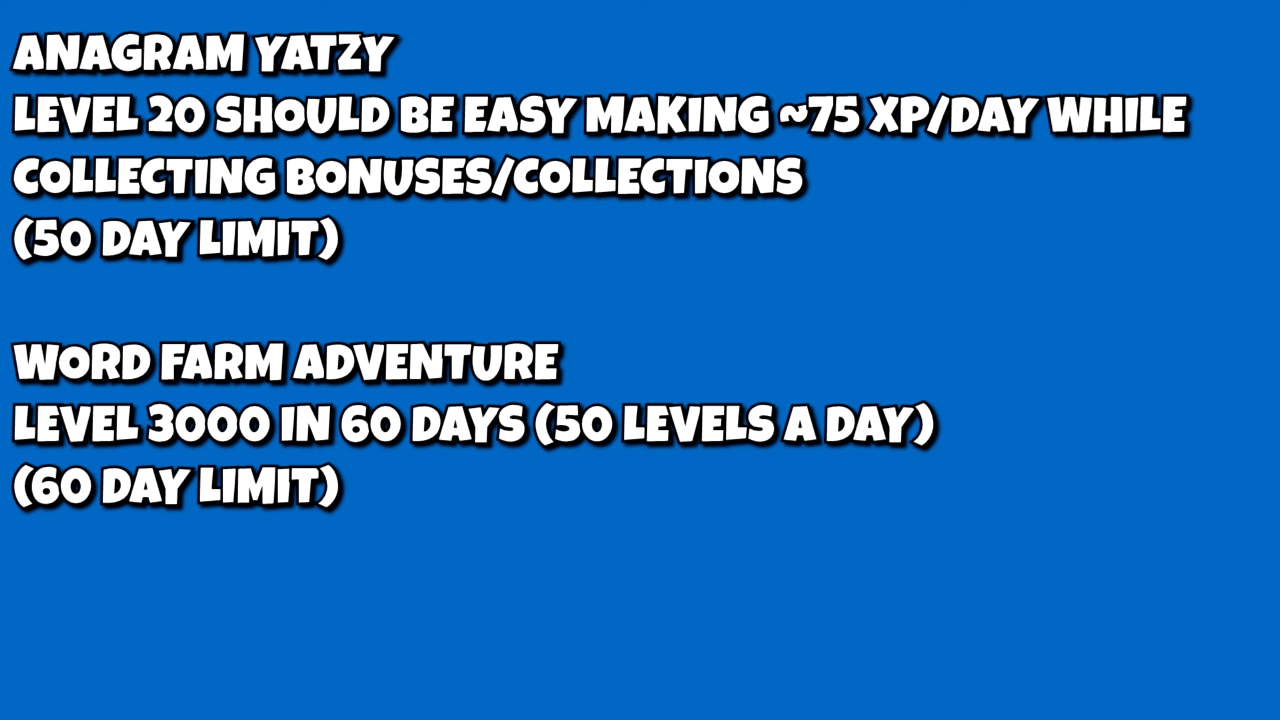 ANAGRAM YATZY
LEVEL 20 SHOULD BE EASY MAKING ~75 XP/DAY WHILE
COLLECTING BONUSES/COLLECTIONS
(50 DAY LIMIT)
WORD FARM ADVENTURE
LEVEL 3000 IN 60 DAYS (50 LEVELS A DAY)
(60 DAY LIMIT)